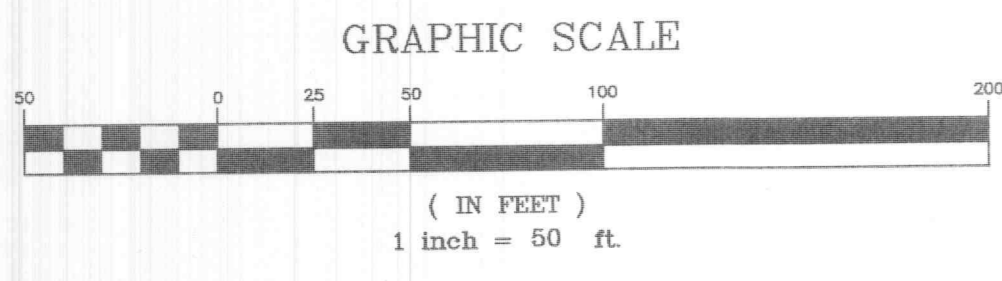 GRAPHIC SCALE
50 0 25 50 100 200
( IN FEET )
1 inch = 50 ft.